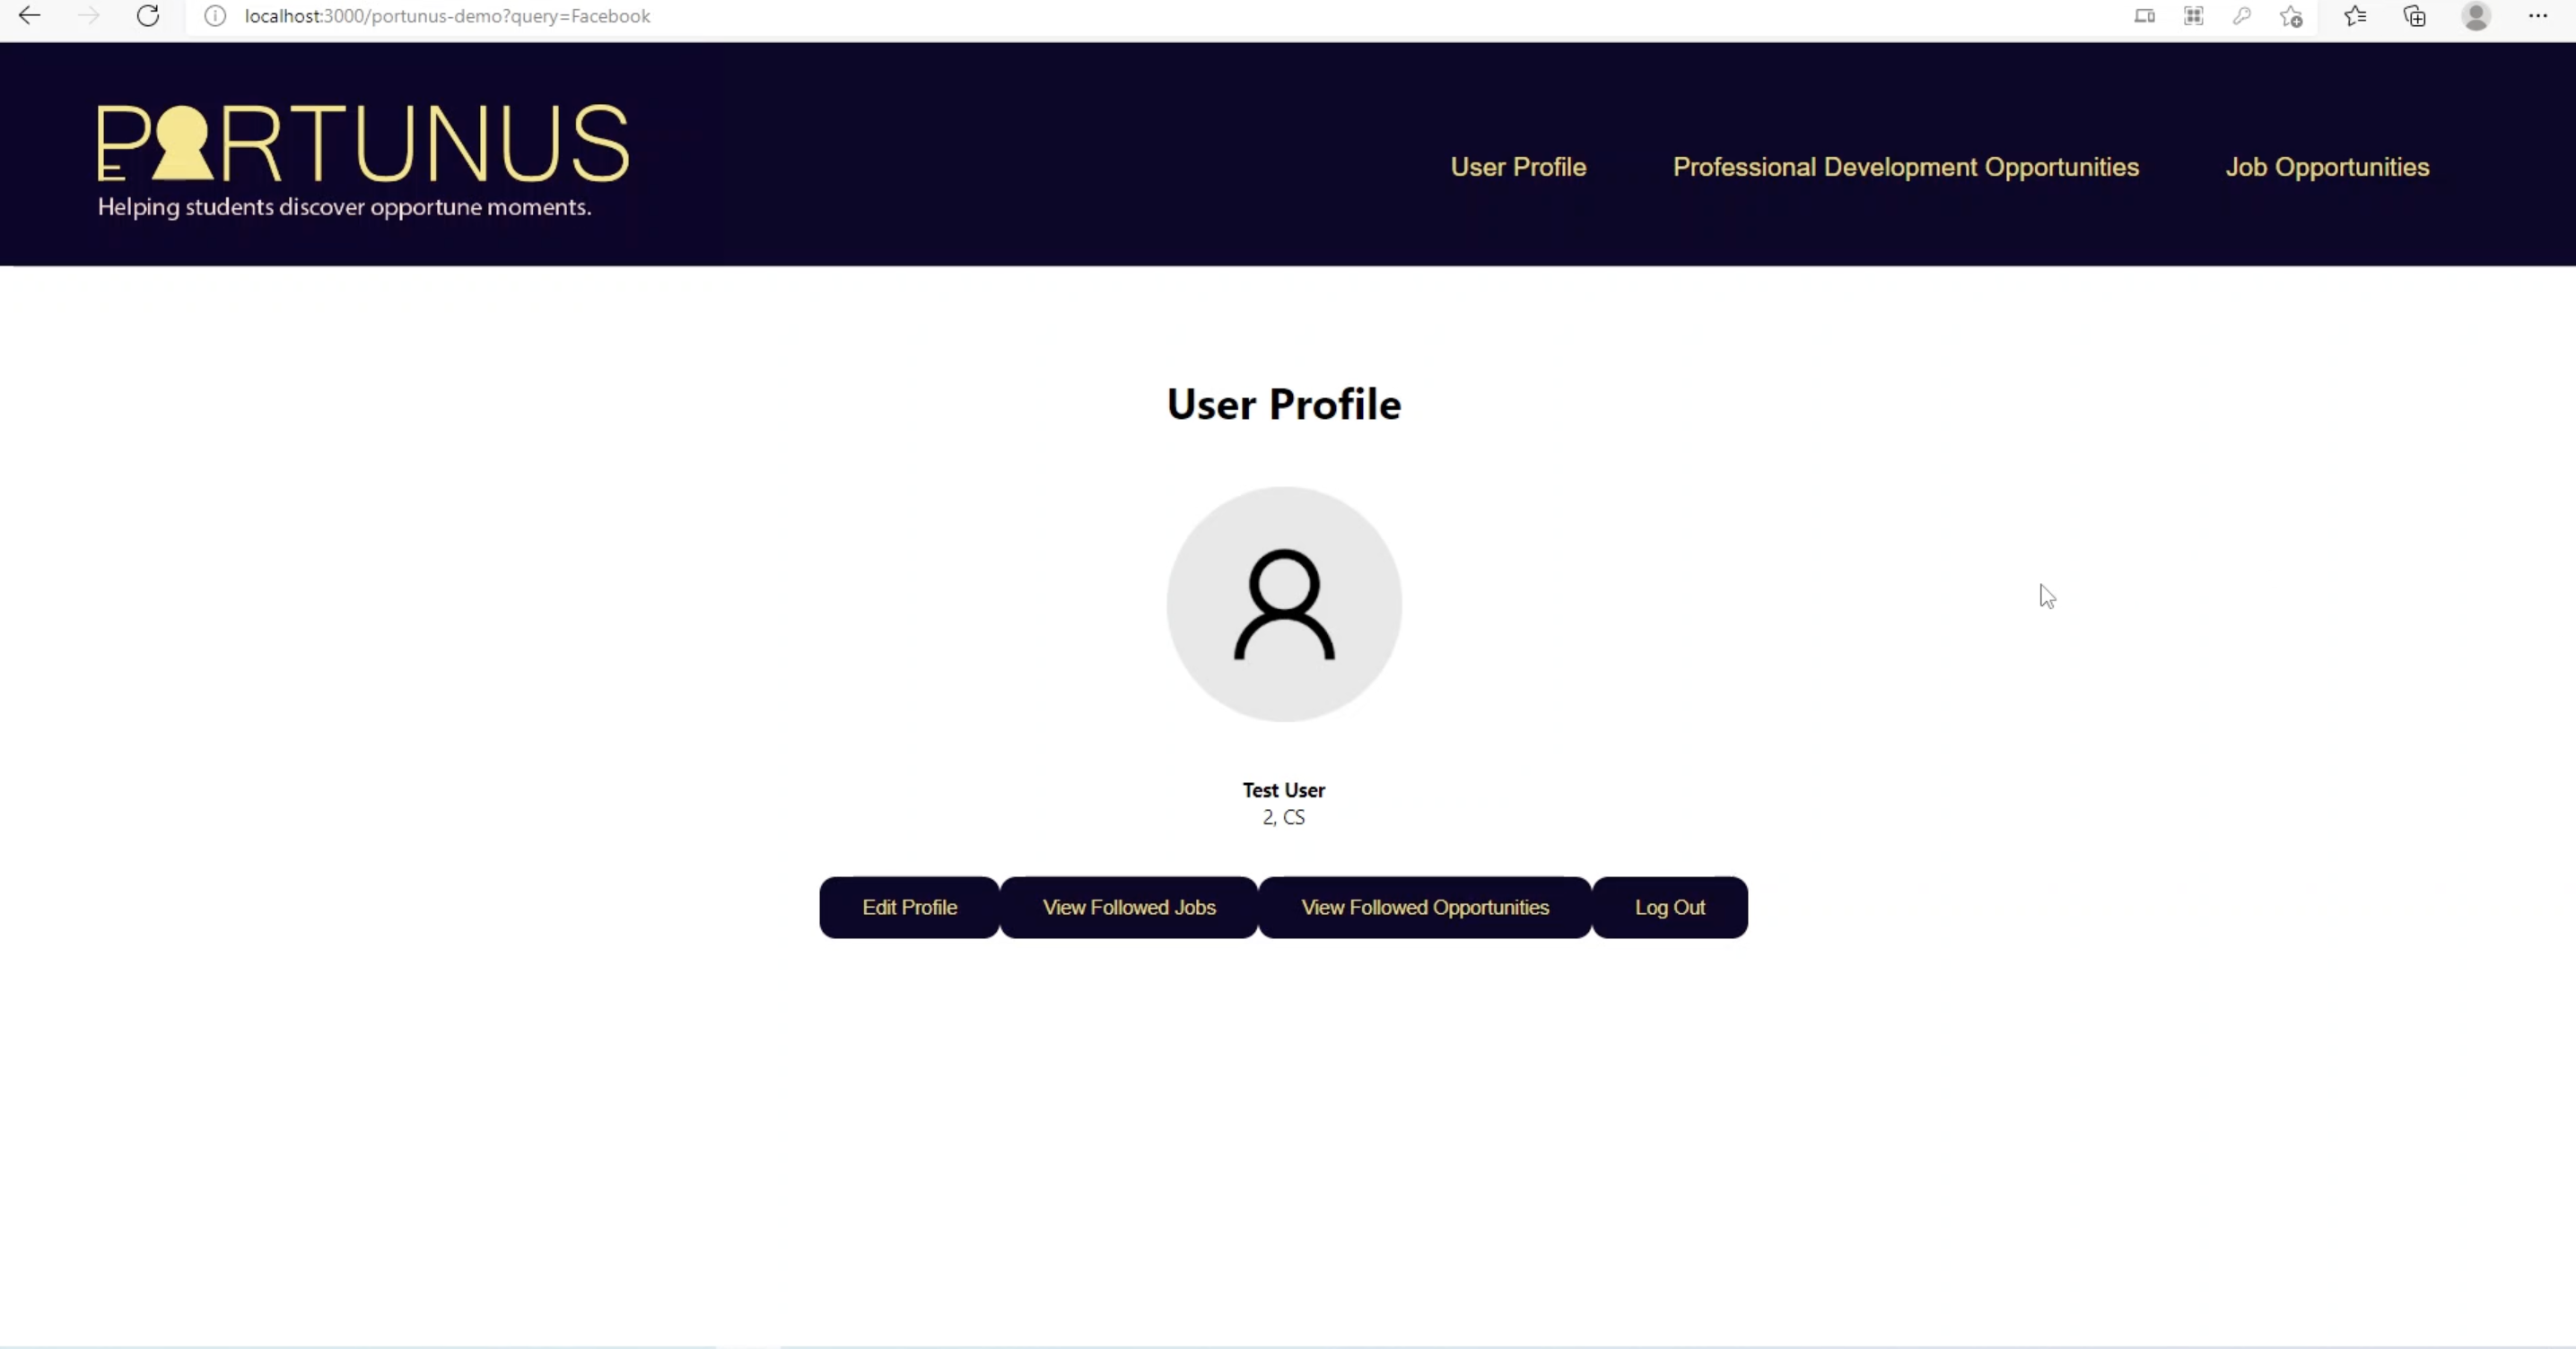 localhost:3000/portunus-demo?query=Facebook
PORTUNUS
Helping students discover opportune moments.
User Profile Professional Development Opportunities Job Opportunities
User Profile
Test User
2, CS
Edit Profile View Followed Jobs View Followed Opportunities Log Out